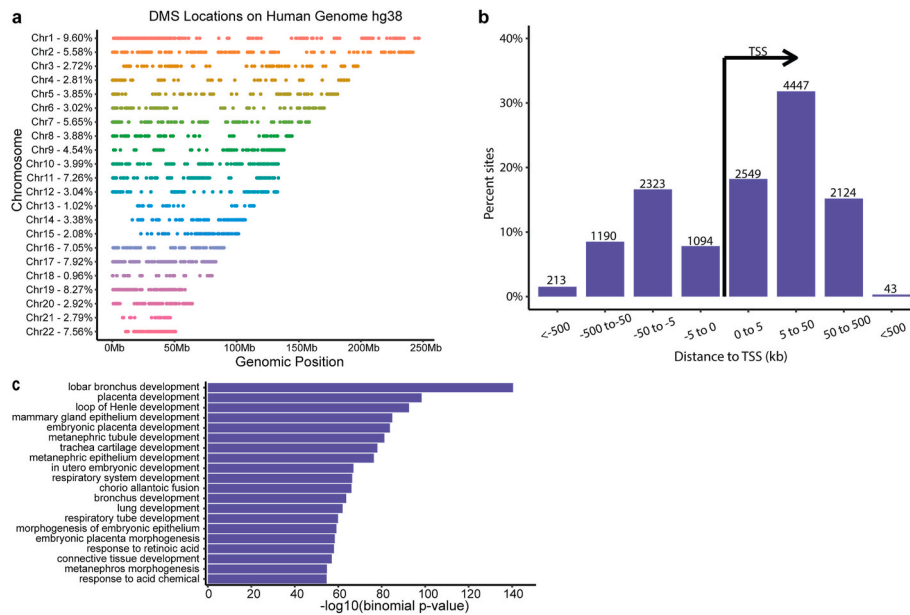 a
DMS Locations on Human Genome hg38
Chromosome
Chr1 - 9.60%
Chr2 - 5.58%
Chr3 - 2.72%
Chr4 - 2.81%
Chr5 - 3.85%
Chr6 - 3.02%
Chr7 - 5.65%
Chr8 - 3.88%
Chr9 - 4.54%
Chr10 - 3.99%
Chr11 - 7.26%
Chr12 - 3.04%
Chr13 - 1.02%
Chr14 - 3.38%
Chr15 - 2.08%
Chr16 - 7.05%
Chr17 - 7.92%
Chr18 - 0.96%
Chr19 - 8.27%
Chr20 - 2.92%
Chr21 - 2.79%
Chr22 - 7.56%
0Mb 50Mb 100Mb 150Mb 200Mb 250Mb
Genomic Position
b
Percent sites
40%
30%
20%
10%
0%
TSS
213 1190 2323 1094 2549 4447 2124 43
<-500 -500 to-50 -50 to -5 -5 to 0 0 to 5 5 to 50 50 to 500 <500
Distance to TSS (kb)
c
lobar bronchus development
placenta development
loop of Henle development
mammary gland epithelium development
embryonic placenta development
metanephric tubule development
trachea cartilage development
metanephric epithelium development
in utero embryonic development
respiratory system development
chorio allantoic fusion
bronchus development
lung development
respiratory tube development
morphogenesis of embryonic epithelium
embryonic placenta morphogenesis
response to retinoic acid
connective tissue development
metanephros morphogenesis
response to acid chemical
0 20 40 60 80 100 120 140
-log10(binomial p-value)